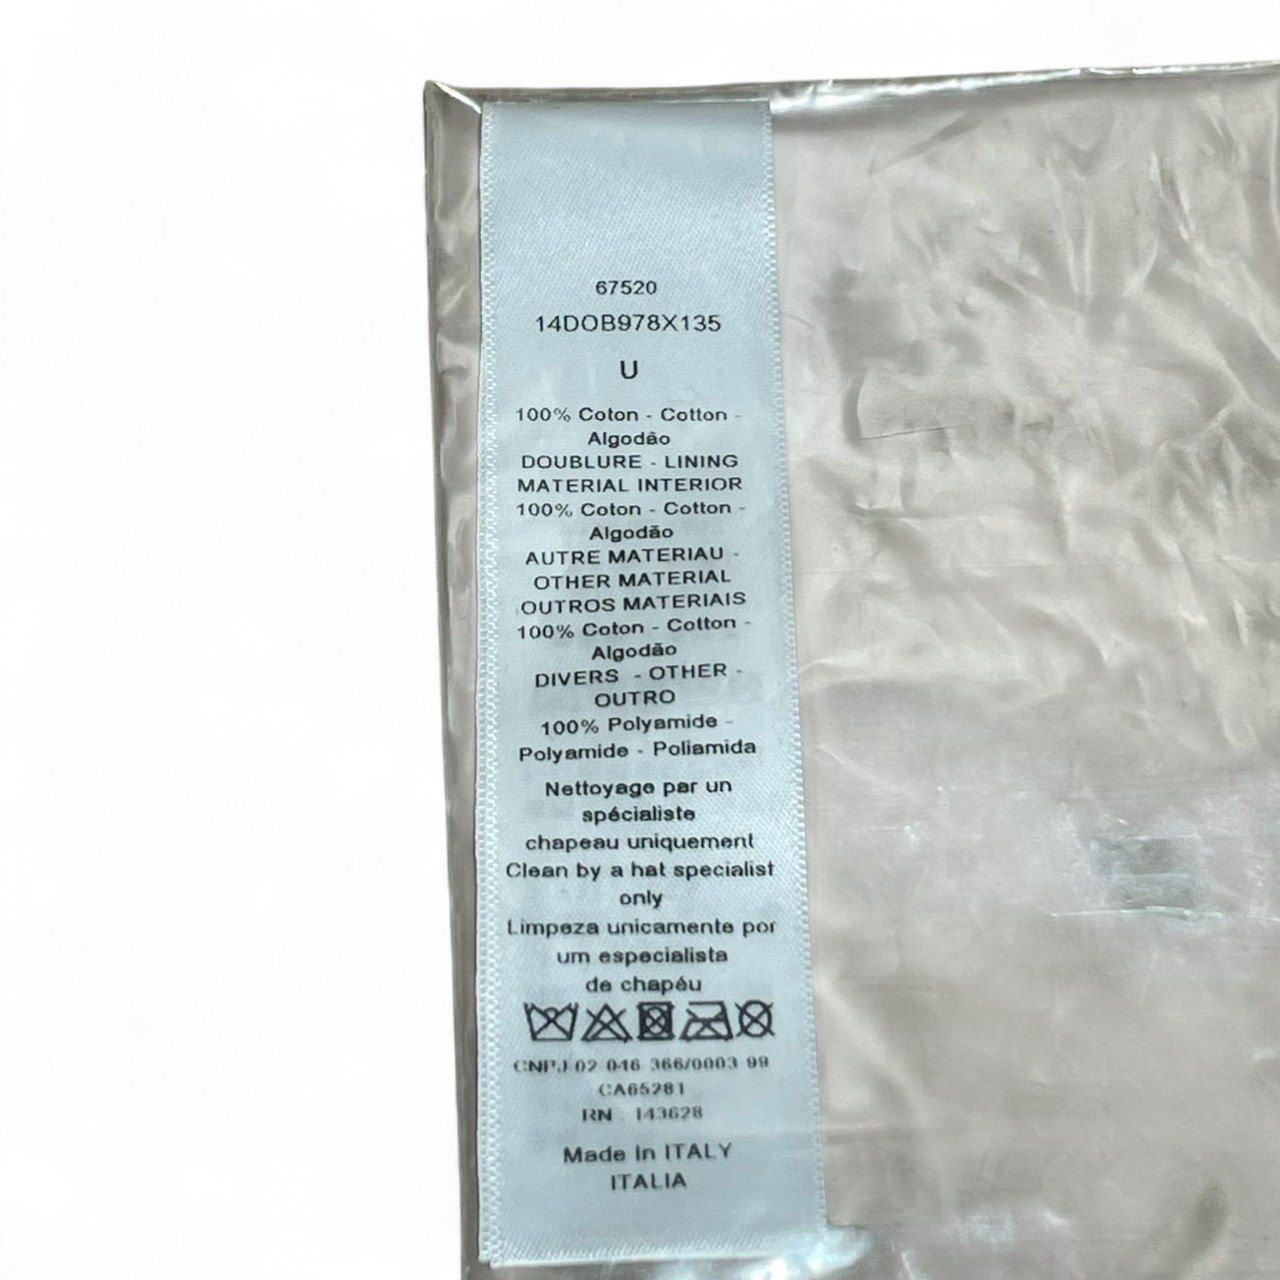 67520
14DOB978X135
U
100% Coton - Cotton -
Algodão
DOUBLURE - LINING
MATERIAL INTERIOR
100% Coton - Cotton -
Algodão
AUTRE MATERIAU -
OTHER MATERIAL
OUTROS MATERIAIS
100% Coton - Cotton -
Algodão
DIVERS - OTHER -
OUTRO
100% Polyamide -
Polyamide - Poliamida
Nettoyage par un
spécialiste
chapeau uniquement
Clean by a hat specialist
only
Limpeza unicamente por
um especialista
de chapéu
CNPJ 02 046 366/0003 99
CA65281
RN 143628
Made In ITALY
ITALIA